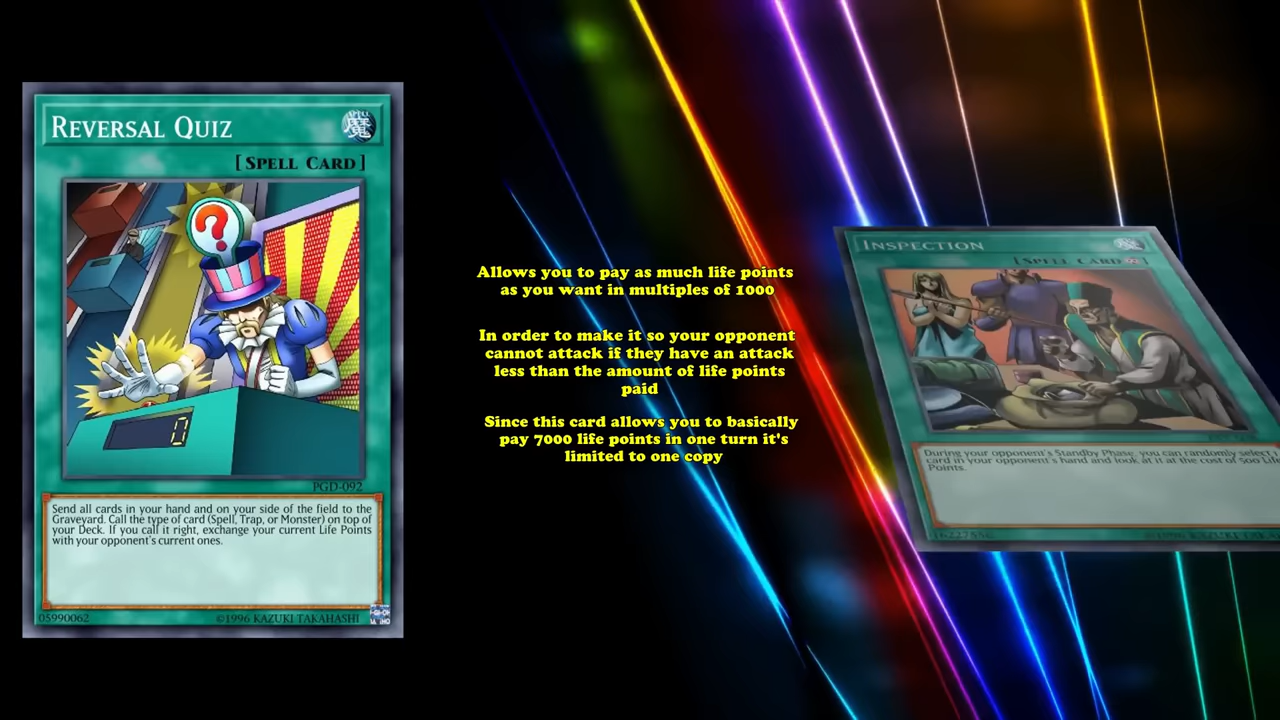 REVERSAL QUIZ
[ SPELL CARD ]
PGD-092
Send all cards in your hand and on your side of the field to the
Graveyard. Call the type of card (Spell, Trap, or Monster) on top of
your Deck. If you call it right, exchange your current Life Points
with your opponent's current ones.
05990062
©1996 KAZUKI TAKAHASHI
Allows you to pay as much life points
as you want in multiples of 1000
In order to make it so your opponent
cannot attack if they have an attack
less than the amount of life points
paid
Since this card allows you to basically
pay 7000 life points in one turn it's
limited to one copy
INSPECTION
[SPELL CARD]
During your opponent's Standby Phase, you can randomly select 1
card in your opponent's hand and look at it at the cost of 500 Life
Points.